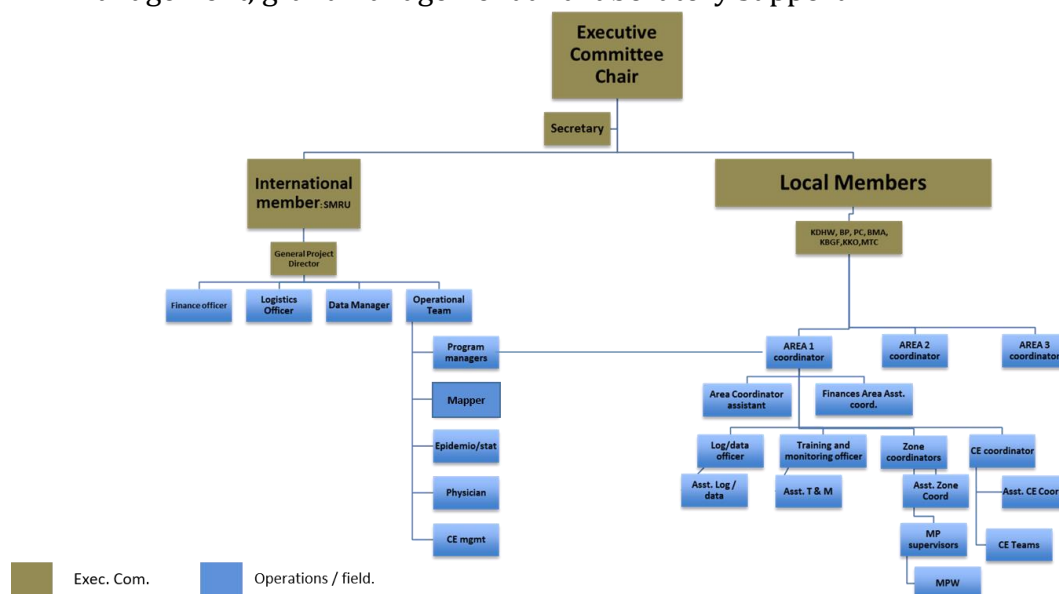 Executive
Committee
Chair
Secretary
International
member: SMRU
Local Members
General Project
Director
KDHW, BP, PC, BMA,
KBGF,KKO,MTC
Finance officer
Logistics
Officer
Data Manager
Operational
Team
Program
managers
Mapper
Epidemio/stat
Physician
CE mgmt
AREA 1
coordinator
AREA 2
coordinator
AREA 3
coordinator
Area Coordinator
assistant
Finances Area Asst.
coord.
Log/data
officer
Training and
monitoring officer
Zone
coordinators
CE coordinator
Asst. Log /
data
Asst. T & M
Asst. Zone
Coord
Asst. CE Coor
MP
supervisors
CE Teams
MPW
Exec. Com.
Operations / field.